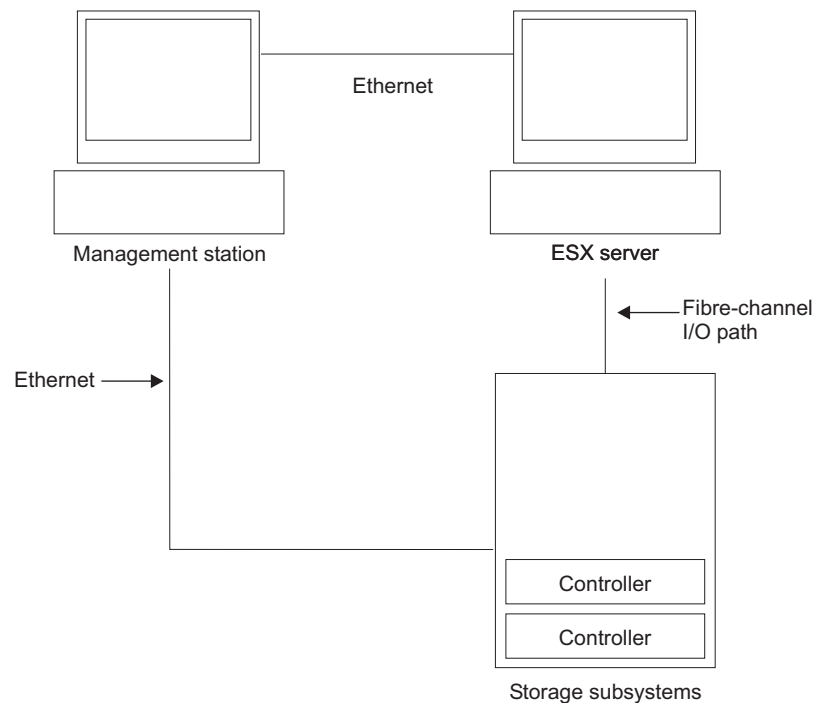 Ethernet
Management station
ESX server
Fibre-channel
I/O path
Ethernet
Controller
Controller
Storage subsystems